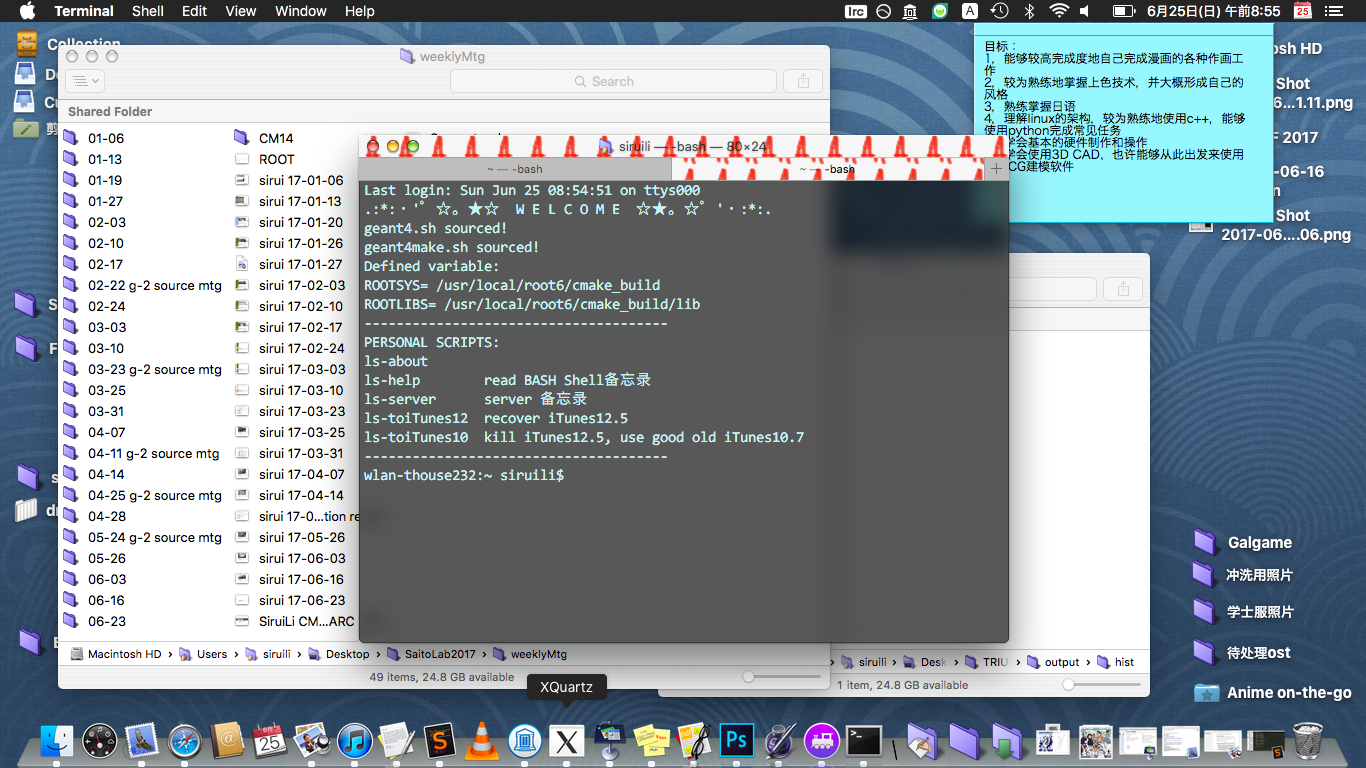 Terminal Shell Edit View Window Help
lrc A 6月25日(日) 午前8:55 25
Collection
weeklyMtg
Search
Shared Folder
01-06
01-13
01-19
01-27
02-03
02-10
02-17
02-22 g-2 source mtg
02-24
03-03
03-10
03-23 g-2 source mtg
03-25
03-31
04-07
04-11 g-2 source mtg
04-14
04-25 g-2 source mtg
04-28
05-24 g-2 source mtg
05-26
06-03
06-16
06-23
CM14
ROOT
sirui 17-01-06
sirui 17-01-13
sirui 17-01-20
sirui 17-01-26
sirui 17-01-27
sirui 17-02-03
sirui 17-02-10
sirui 17-02-17
sirui 17-02-24
sirui 17-03-03
sirui 17-03-10
sirui 17-03-23
sirui 17-03-25
sirui 17-03-31
sirui 17-04-07
sirui 17-04-14
sirui 17-0...tion re
sirui 17-05-26
sirui 17-06-03
sirui 17-06-16
sirui 17-06-23
SiruiLi CM...ARC
Macintosh HD › Users › siruili › Desktop › SaitoLab2017 › weeklyMtg
49 items, 24.8 GB available
siruili — -bash — 80×24
~ — -bash
~ — -bash
Last login: Sun Jun 25 08:54:51 on ttys000
.:*:・'゜☆。★☆ W E L C O M E ☆★。☆゜'・:*:.
geant4.sh sourced!
geant4make.sh sourced!
Defined variable:
ROOTSYS= /usr/local/root6/cmake_build
ROOTLIBS= /usr/local/root6/cmake_build/lib
--------------------------------------
PERSONAL SCRIPTS:
ls-about
ls-help read BASH Shell备忘录
ls-server server 备忘录
ls-toiTunes12 recover iTunes12.5
ls-toiTunes10 kill iTunes12.5, use good old iTunes10.7
--------------------------------------
wlan-thouse232:~ siruili$
目标：
1，能够较高完成度地自己完成漫画的各种作画工
作
2，较为熟练地掌握上色技术，并大概形成自己的
风格
3，熟练掌握日语
4，理解linux的架构，较为熟练地使用c++，能够
使用python完成常见任务
学会基本的硬件制作和操作
学会使用3D CAD，也许能够从此出发来使用
CG建模软件
osh HD
Shot
6...1.11.png
2017
-06-16
Shot
2017-06....06.png
› siruili › Desk › TRIU › output › hist
1 item, 24.8 GB available
Galgame
冲洗用照片
学士服照片
待处理ost
Anime on-the-go
XQuartz
25
Ps